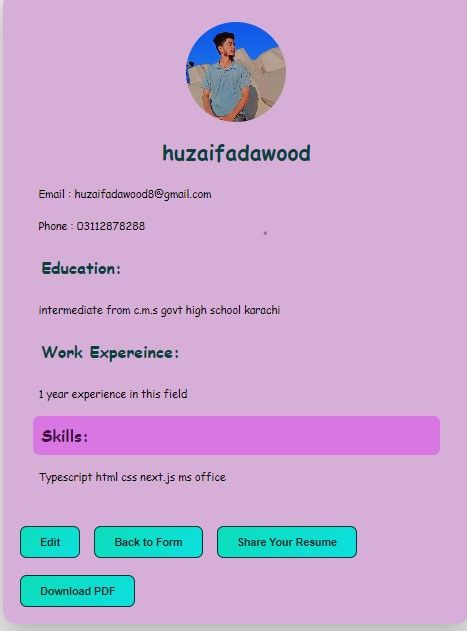 huzaifadawood
Email : huzaifadawood8@gmail.com
Phone : 03112878288
Education:
intermediate from c.m.s govt high school karachi
Work Expereince:
1 year experience in this field
Skills:
Typescript html css next.js ms office
Edit
Back to Form
Share Your Resume
Download PDF